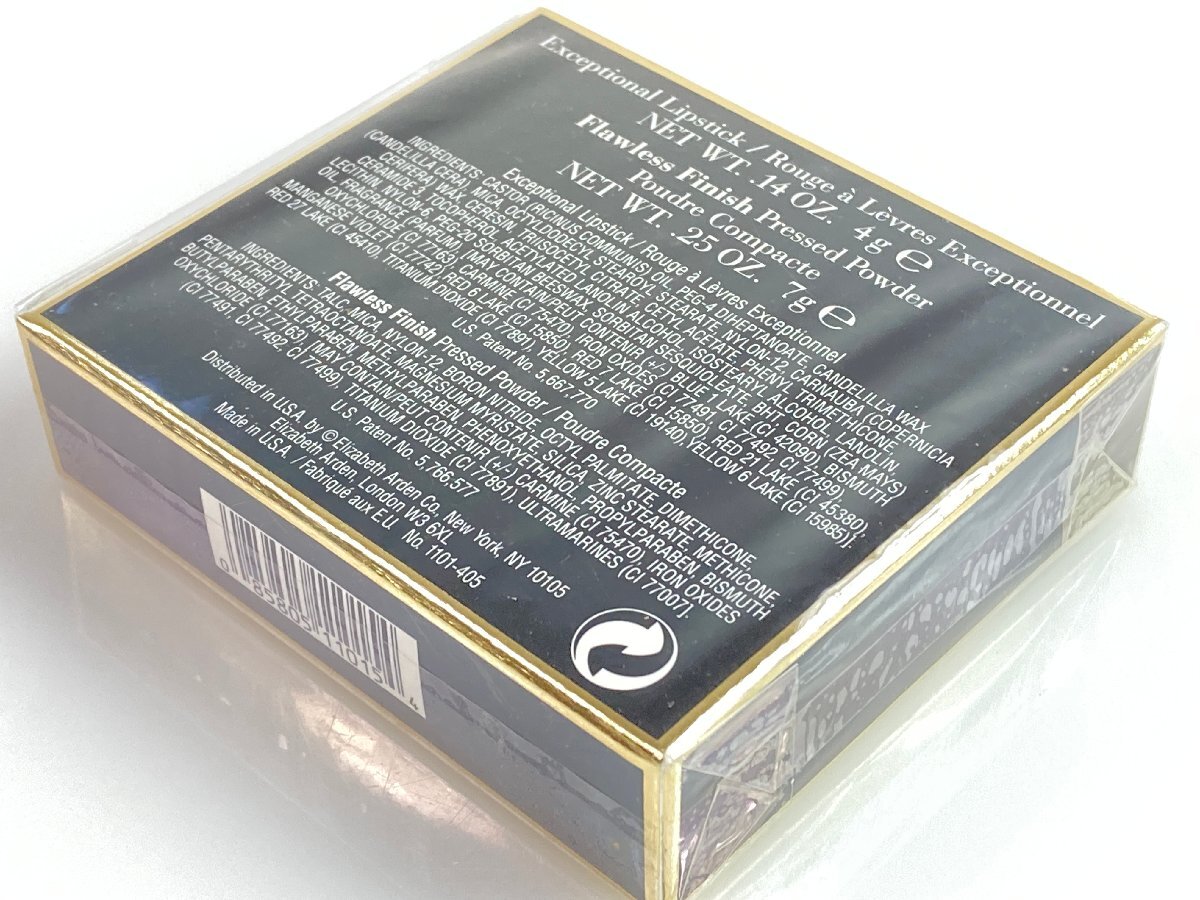 Exceptional Lipstick / Rouge à Lèvres Exceptionnel
NET WT. .14 OZ. 4g e
Flawless Finish Pressed Powder
Poudre Compacte
NET WT. .25 OZ. 7g e
Exceptional Lipstick / Rouge à Lèvres Exceptionnel
INGREDIENTS: CASTOR (RICINUS COMMUNIS) OIL, PEG-4 DIHEPTANOATE, CANDELILLA WAX
(CANDELILLA CERA), MICA, OCTYLDODECYL STEAROYL STEARATE, NYLON-12, CARNAUBA (COPERNICIA
CERIFERA) WAX, CERESIN, TRISOCETYL CITRATE, CETYL ACETATE, PHENYL TRIMETHICONE,
CERAMIDE 3, TOCOPHEROL, ACETYLATED LANOLIN ALCOHOL, ISOSTEARYL ALCOHOL, LANOLIN
LECITHIN, NYLON-6, PEG-20 SORBITAN BEESWAX, SORBITAN SESQUIOLEATE, BHT, CORN (ZEA MAYS)
OIL, FRAGRANCE (PARFUM) [MAY CONTAIN/PEUT CONTENIR (+/-) BLUE 1 LAKE (CI 42090), BISMUTH
OXYCHLORIDE (CI 77163), CARMINE (CI 75470), IRON OXIDES (CI 77491, CI 77492, CI 77499),
MANGANESE VIOLET (CI 77742) RED 6 LAKE (CI 15850), RED 7 LAKE (CI 15850), RED 21 LAKE (CI 45380),
RED 27 LAKE (CI 45410), TITANIUM DIOXIDE (CI 77891), YELLOW 5 LAKE (CI 19140), YELLOW 6 LAKE (CI 15985)].
U.S. Patent No. 5,667,770
Flawless Finish Pressed Powder / Poudre Compacte
INGREDIENTS: TALC, MICA, NYLON-12, BORON NITRIDE, OCTYL PALMITATE, DIMETHICONE,
PENTAERYTHRITYL TETRAOCTANOATE, MAGNESIUM MYRISTATE, SILICA, ZINC STEARATE, METHICONE,
BUTYLPARABEN, ETHYLPARABEN, METHYLPARABEN, PHENOXYETHANOL, PROPYLPARABEN BISMUTH
OXYCHLORIDE (CI 77163), [MAY CONTAIN/PEUT CONTENIR (+/-) CARMINE (CI 75470), IRON OXIDES
(CI 77491, CI 77492, CI 77499), TITANIUM DIOXIDE (CI 77891), ULTRAMARINES (CI 77007)].
U.S. Patent No. 5,766,577
Distributed in U.S.A. by © Elizabeth Arden Co., New York, NY 10105
Elizabeth Arden, London W3 6XL
Made in U.S.A. / Fabriqué aux E.U.
No. 1101-405
0 85805 11015 4